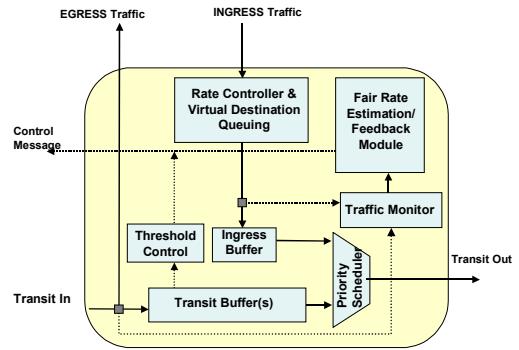 EGRESS Traffic
INGRESS Traffic
Rate Controller &
Virtual Destination
Queuing
Fair Rate
Estimation/
Feedback
Module
Control
Message
Traffic Monitor
Threshold
Control
Ingress
Buffer
Priority
Scheduler
Transit Out
Transit In
Transit Buffer(s)